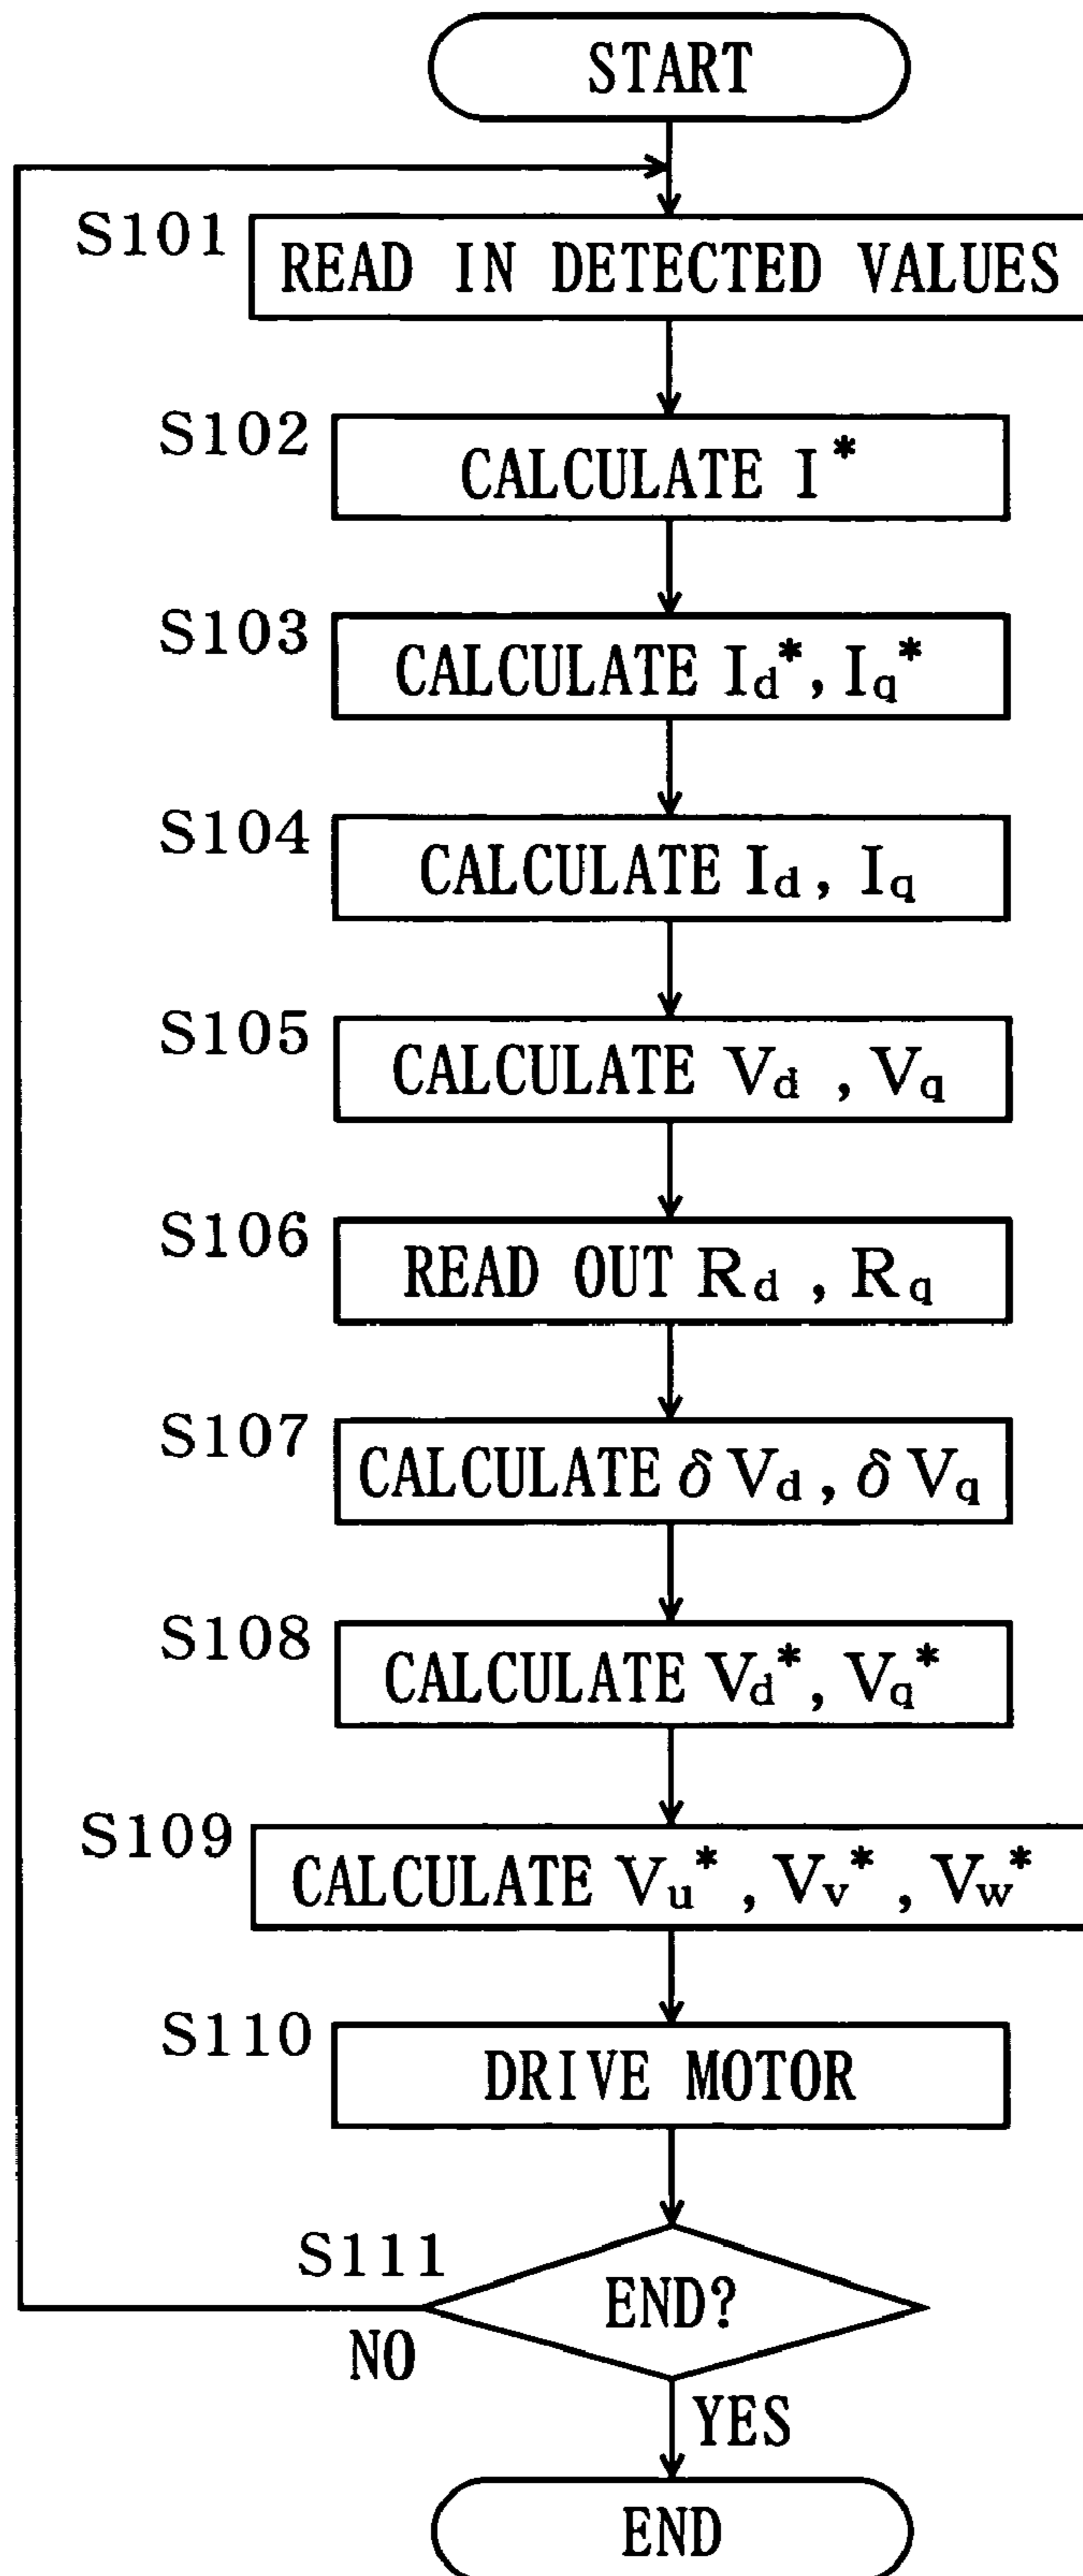 START
S101
READ IN DETECTED VALUES
S102
CALCULATE I*
S103
CALCULATE Id*, Iq*
S104
CALCULATE Id, Iq
S105
CALCULATE Vd, Vq
S106
READ OUT Rd, Rq
S107
CALCULATE δVd, δVq
S108
CALCULATE Vd*, Vq*
S109
CALCULATE Vu*, Vv*, Vw*
S110
DRIVE MOTOR
S111
END?
NO
YES
END